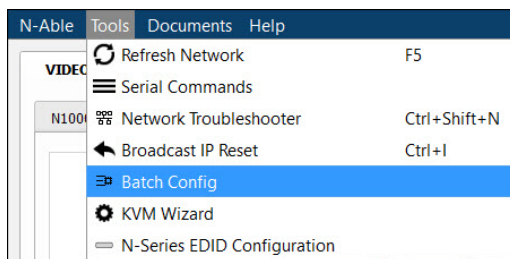 N-Able Tools Documents Help
Refresh Network F5
Serial Commands
N100
Network Troubleshooter Ctrl+Shift+N
Broadcast IP Reset Ctrl+I
Batch Config
KVM Wizard
N-Series EDID Configuration